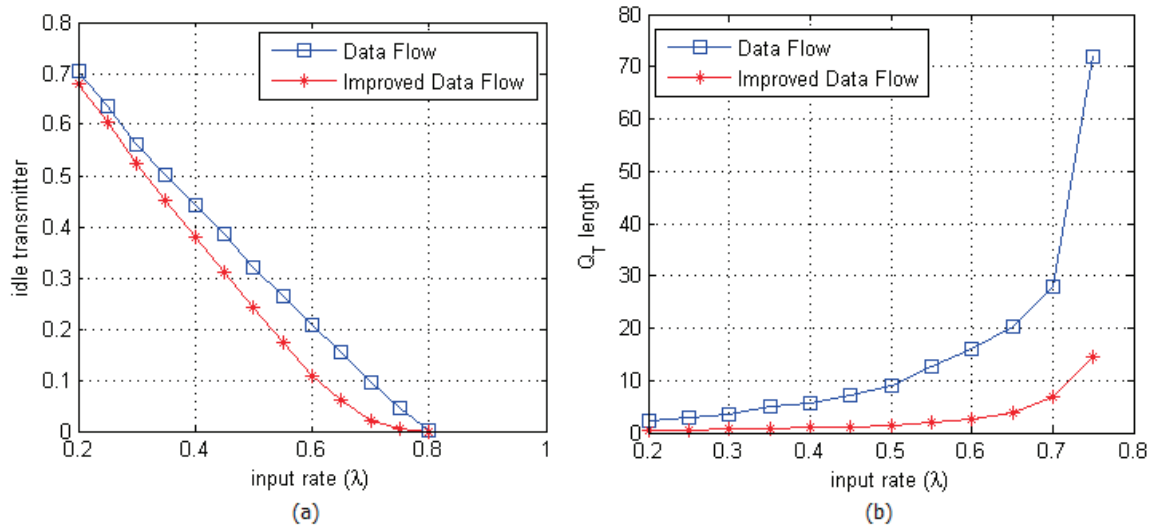 0.8
0.7
0.6
0.5
0.4
0.3
0.2
0.1
0
idle transmitter
Data Flow
Improved Data Flow
0.2 0.4 0.6 0.8 1
input rate (λ)
(a)
80
70
60
50
40
30
20
10
0
Q_T length
Data Flow
Improved Data Flow
0.2 0.3 0.4 0.5 0.6 0.7 0.8
input rate (λ)
(b)